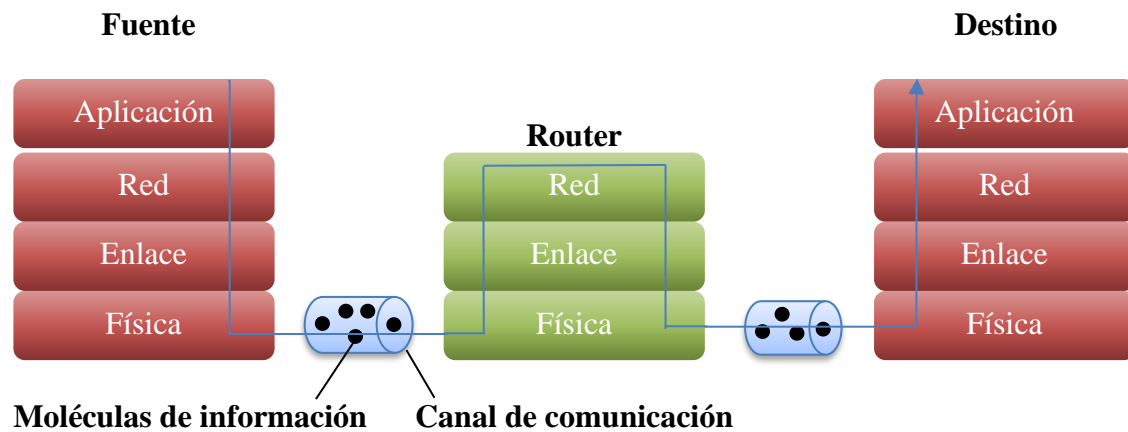 Fuente
Destino
Aplicación
Red
Enlace
Física
Router
Red
Enlace
Física
Aplicación
Red
Enlace
Física
Moléculas de información
Canal de comunicación